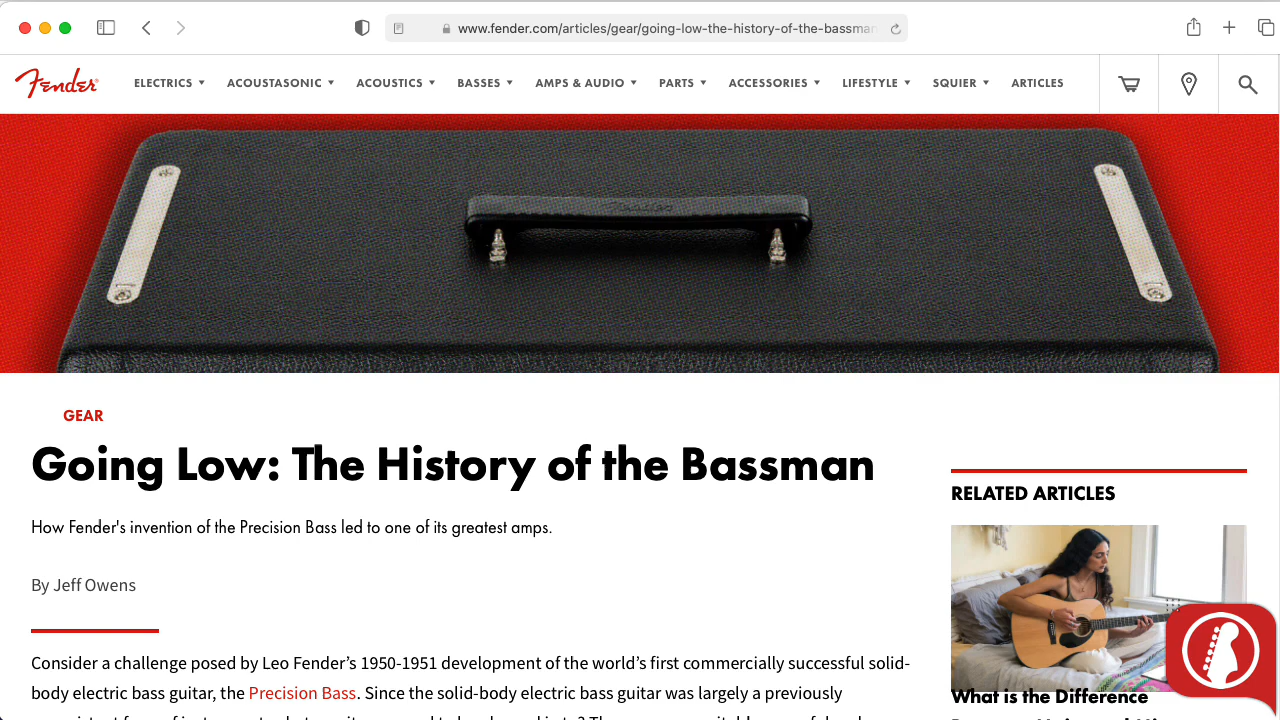 www.fender.com/articles/gear/going-low-the-history-of-the-bassman
Fender
ELECTRICS
ACOUSTASONIC
ACOUSTICS
BASSES
AMPS & AUDIO
PARTS
ACCESSORIES
LIFESTYLE
SQUIER
ARTICLES
Fender
GEAR
Going Low: The History of the Bassman
How Fender's invention of the Precision Bass led to one of its greatest amps.
By Jeff Owens
Consider a challenge posed by Leo Fender’s 1950-1951 development of the world’s first commercially successful solid-
body electric bass guitar, the Precision Bass. Since the solid-body electric bass guitar was largely a previously
RELATED ARTICLES
What is the Difference